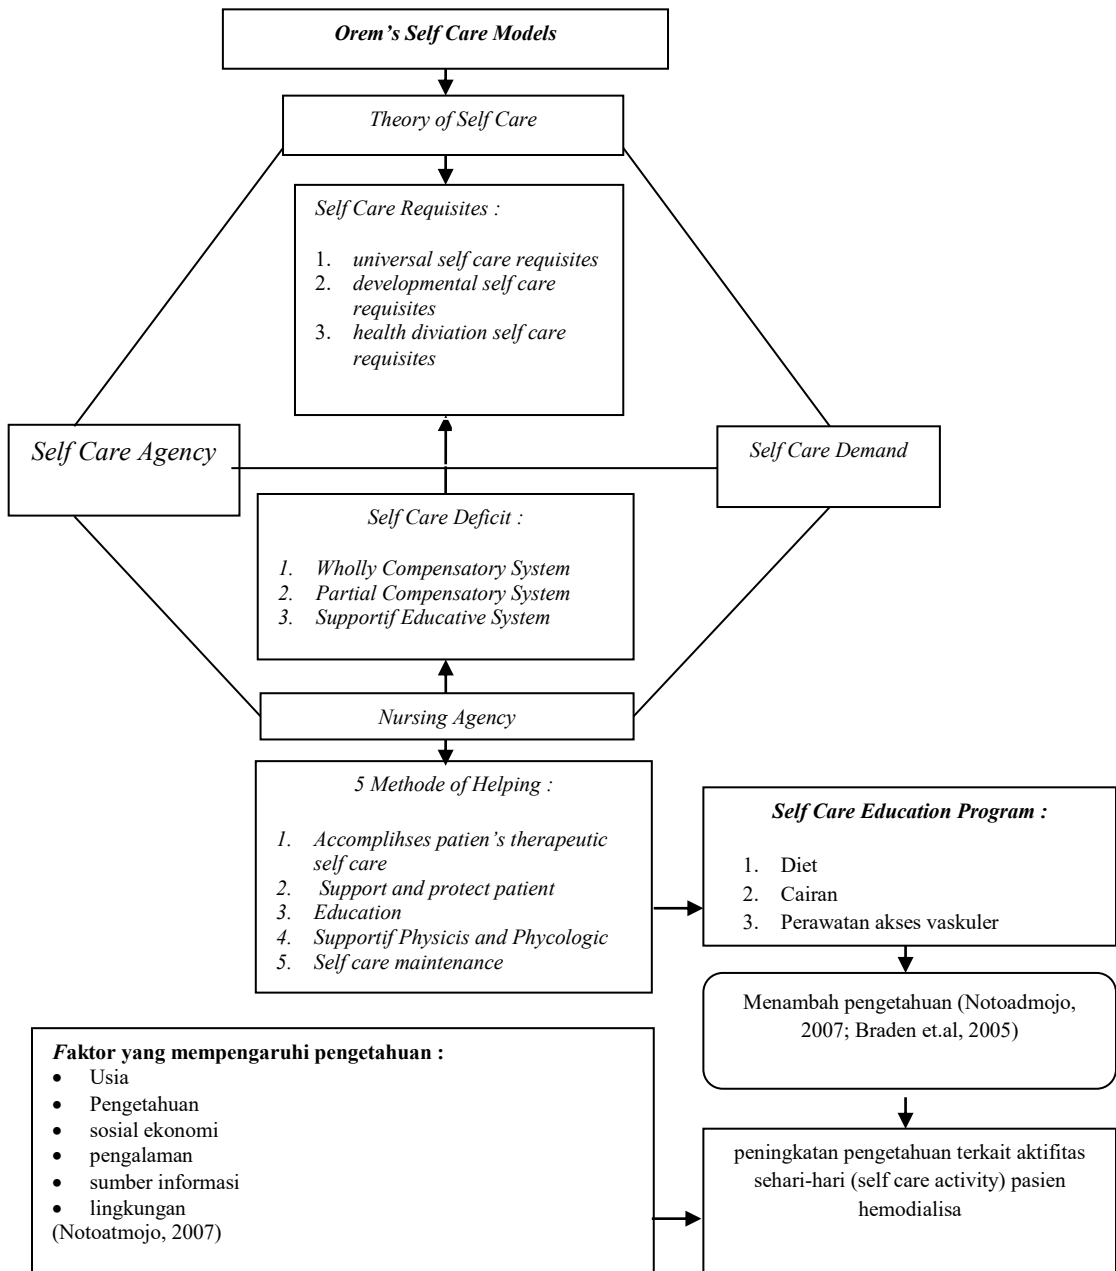 Orem’s Self Care Models
Theory of Self Care
Self Care Requisites :
1. universal self care requisites
2. developmental self care
requisites
3. health diviation self care
requisites
Self Care Agency
Self Care Demand
Self Care Deficit :
1. Wholly Compensatory System
2. Partial Compensatory System
3. Supportif Educative System
Nursing Agency
5 Methode of Helping :
1. Accomplihses patien’s therapeutic
self care
2. Support and protect patient
3. Education
4. Supportif Physicis and Phycologic
5. Self care maintenance
Self Care Education Program :
1. Diet
2. Cairan
3. Perawatan akses vaskuler
Menambah pengetahuan (Notoadmojo,
2007; Braden et.al, 2005)
Faktor yang mempengaruhi pengetahuan :
• Usia
• Pengetahuan
• sosial ekonomi
• pengalaman
• sumber informasi
• lingkungan
(Notoatmojo, 2007)
peningkatan pengetahuan terkait aktifitas
sehari-hari (self care activity) pasien
hemodialisa